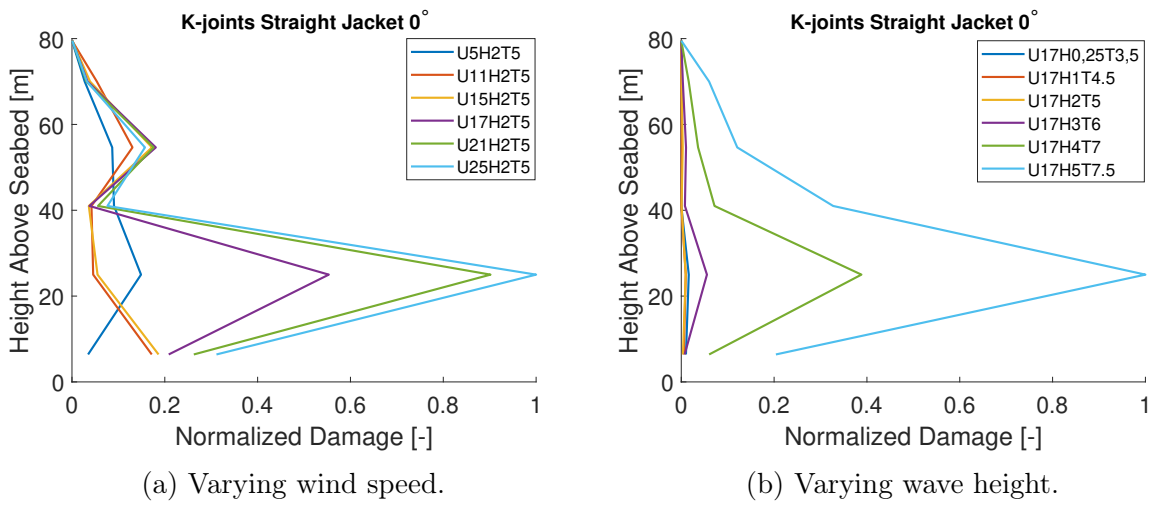 K-joints Straight Jacket 0°
80
60
40
20
0
Height Above Seabed [m]
U5H2T5
U11H2T5
U15H2T5
U17H2T5
U21H2T5
U25H2T5
0 0.2 0.4 0.6 0.8 1
Normalized Damage [-]
(a) Varying wind speed.
K-joints Straight Jacket 0°
80
60
40
20
0
Height Above Seabed [m]
U17H0,25T3,5
U17H1T4.5
U17H2T5
U17H3T6
U17H4T7
U17H5T7.5
0 0.2 0.4 0.6 0.8 1
Normalized Damage [-]
(b) Varying wave height.